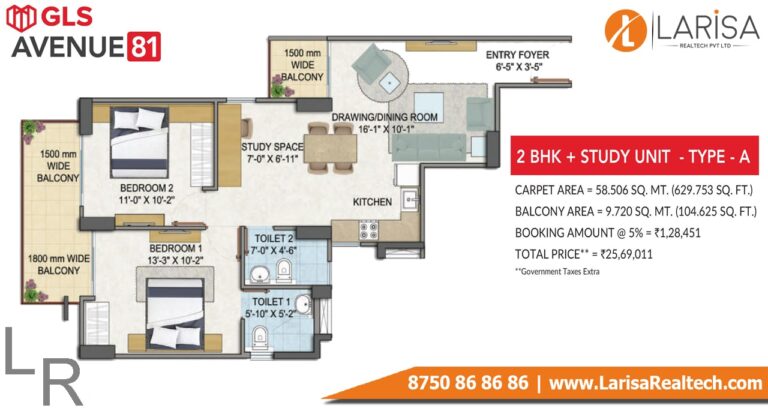 GLS
AVENUE 81
LARISA
REALTECH PVT LTD
1500 mm
WIDE
BALCONY
ENTRY FOYER
6'-5" X 3'-5"
DRAWING/DINING ROOM
16'-1" X 10'-1"
STUDY SPACE
7'-0" X 6'-11"
1500 mm
WIDE
BALCONY
BEDROOM 2
11'-0" X 10'-2"
KITCHEN
BEDROOM 1
13'-3" X 10'-2"
TOILET 2
7'-0" X 4'-6"
1800 mm WIDE
BALCONY
TOILET 1
5'-10" X 5'-2"
2 BHK + STUDY UNIT - TYPE - A
CARPET AREA = 58.506 SQ. MT. (629.753 SQ. FT.)
BALCONY AREA = 9.720 SQ. MT. (104.625 SQ. FT.)
BOOKING AMOUNT @ 5% = ₹1,28,451
TOTAL PRICE** = ₹25,69,011
**Government Taxes Extra
LR
8750 86 86 86 | www.LarisaRealtech.com